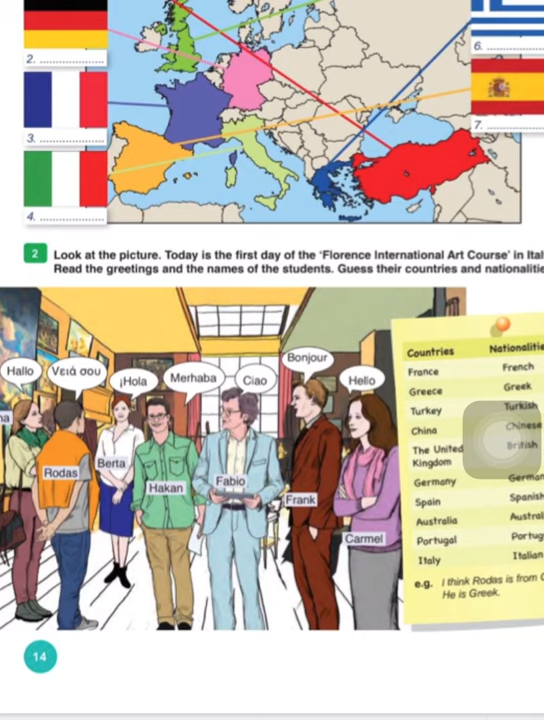 2. ....................
6. ....................
3. ....................
7. ....................
4. ....................
2 Look at the picture. Today is the first day of the ‘Florence International Art Course’ in Ital
Read the greetings and the names of the students. Guess their countries and nationalitie
Hallo
Γειά σου
¡Hola
Merhaba
Ciao
Bonjour
Hello
na
Rodas
Berta
Hakan
Fabio
Frank
Carmel
Countries Nationalitie
France French
Greece Greek
Turkey Turkish
China Chinese
The United British
Kingdom
Germany German
Spain Spanish
Australia Austral
Portugal Portug
Italy Italian
e.g. I think Rodas is from G
He is Greek.
14